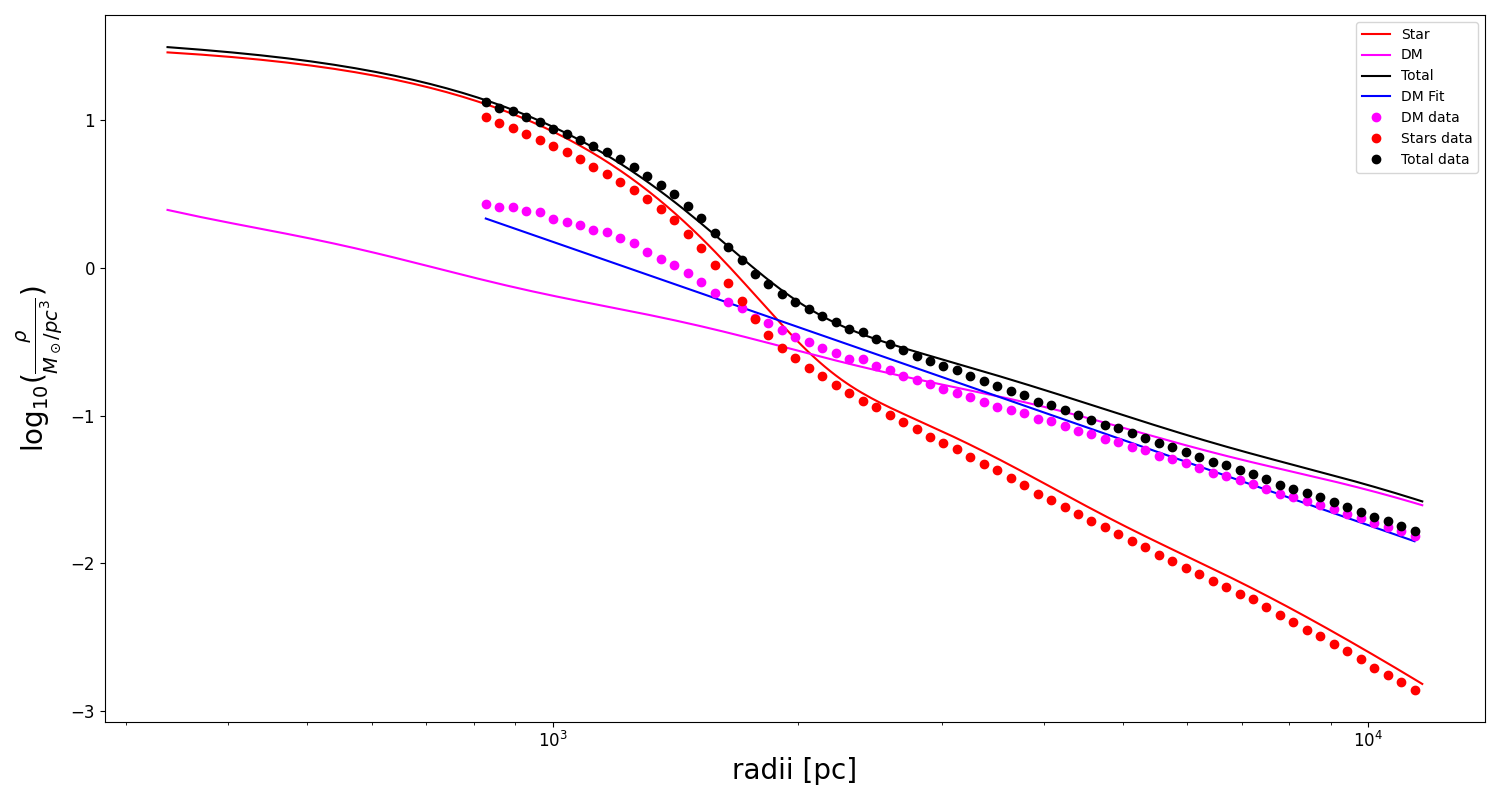 Star
DM
Total
DM Fit
DM data
Stars data
Total data
1
0
−1
−2
−3
log₁₀(ρ / M_⊙/pc³)
10³
10⁴
radii [pc]